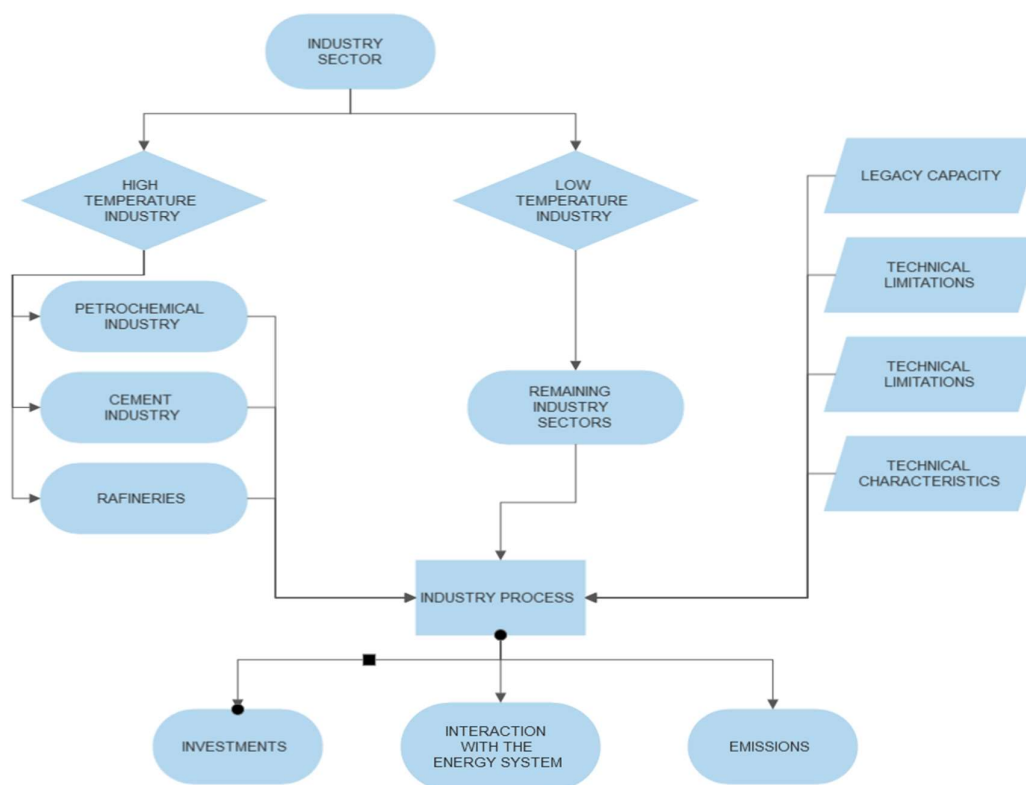 INDUSTRY
SECTOR
HIGH
TEMPERATURE
INDUSTRY
LOW
TEMPERATURE
INDUSTRY
LEGACY CAPACITY
TECHNICAL
LIMITATIONS
PETROCHEMICAL
INDUSTRY
TECHNICAL
LIMITATIONS
CEMENT
INDUSTRY
REMAINING
INDUSTRY
SECTORS
TECHNICAL
CHARACTERISTICS
RAFINERIES
INDUSTRY PROCESS
INVESTMENTS
INTERACTION
WITH THE
ENERGY SYSTEM
EMISSIONS